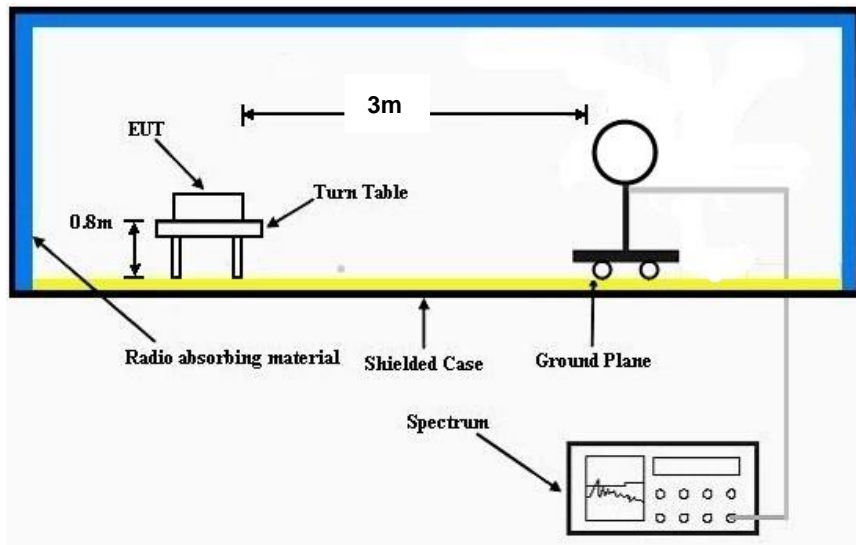 3m
EUT
Turn Table
0.8m
Radio absorbing material
Shielded Case
Ground Plane
Spectrum